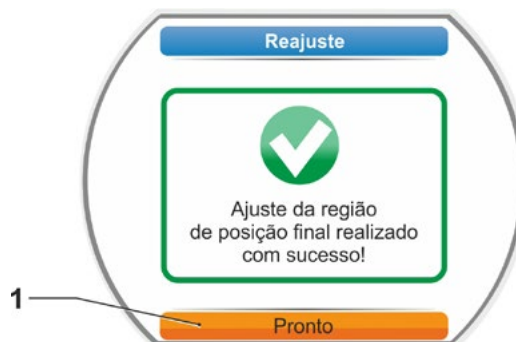 Reajuste
Ajuste da região
de posição final realizado
com sucesso!
1
Pronto